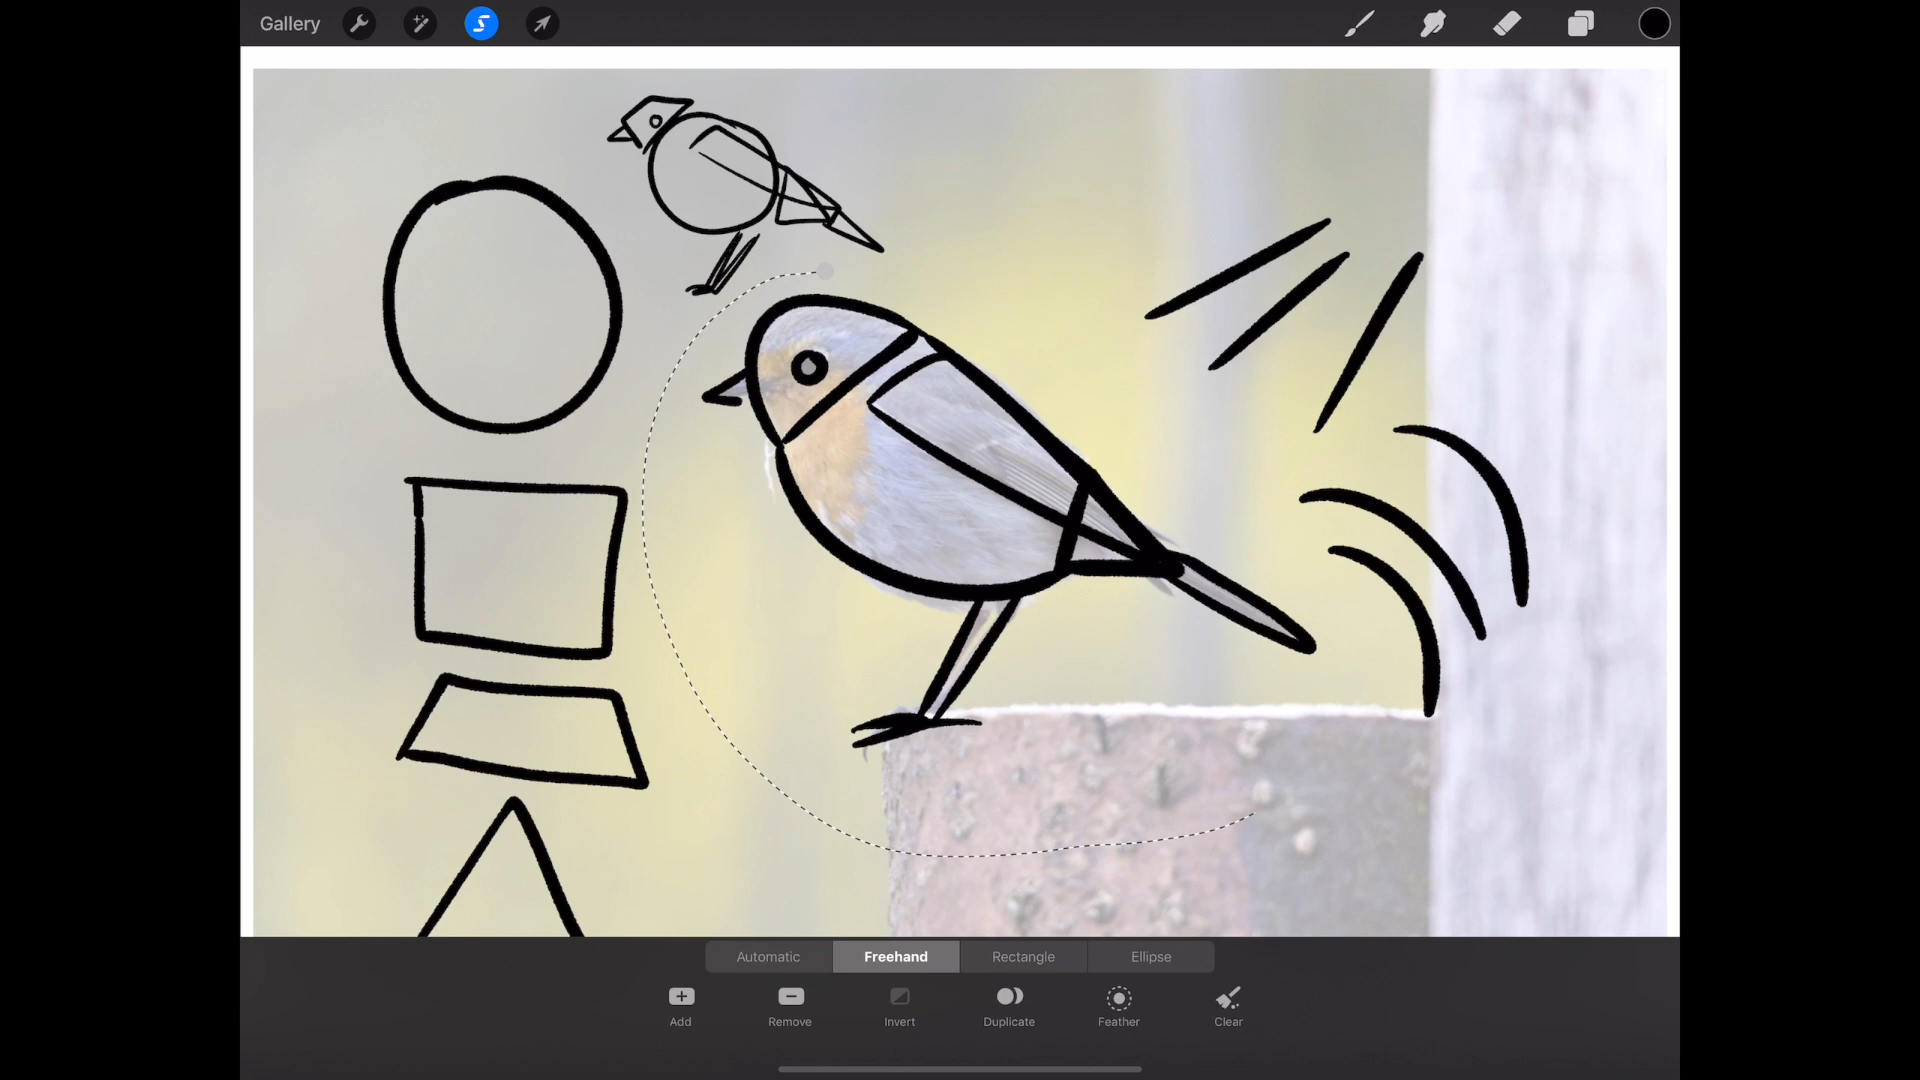 Gallery
Automatic Freehand Rectangle Ellipse
Add Remove Invert Duplicate Feather Clear